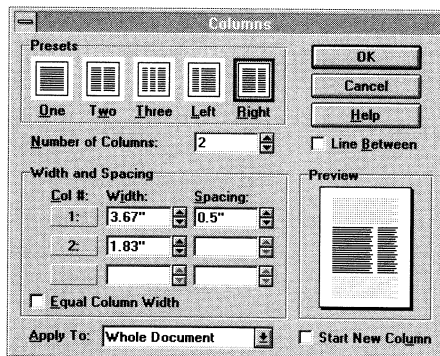 Columns
Presets
One Two Three Left Right
OK
Cancel
Help
Number of Columns: 2
Line Between
Width and Spacing
Col #: Width: Spacing:
1: 3.67" 0.5"
2: 1.83"
Equal Column Width
Preview
Apply To: Whole Document
Start New Column